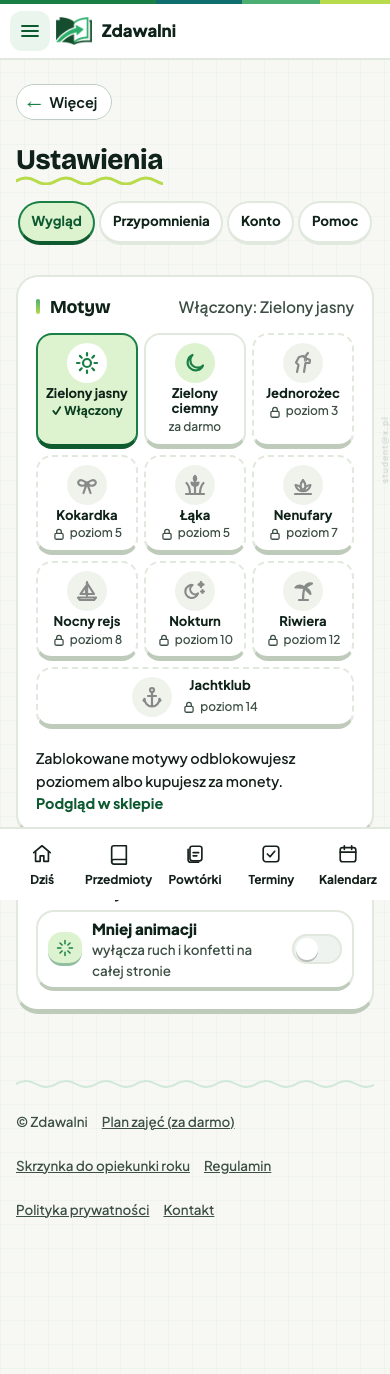 Zdawalni
← Więcej
Ustawienia
Wygląd
Przypomnienia
Konto
Pomoc
Motyw
Włączony: Zielony jasny
Zielony jasny
✓ Włączony
Zielony
ciemny
za darmo
Jednorożec
poziom 3
Kokardka
poziom 5
Łąka
poziom 5
Nenufary
poziom 7
Nocny rejs
poziom 8
Nokturn
poziom 10
Riwiera
poziom 12
Jachtklub
poziom 14
student@x.pl
Zablokowane motywy odblokowujesz
poziomem albo kupujesz za monety.
Podgląd w sklepie
Dziś
Przedmioty
Powtórki
Terminy
Kalendarz
Mniej animacji
wyłącza ruch i konfetti na
całej stronie
© Zdawalni Plan zajęć (za darmo)
Skrzynka do opiekunki roku Regulamin
Polityka prywatności Kontakt